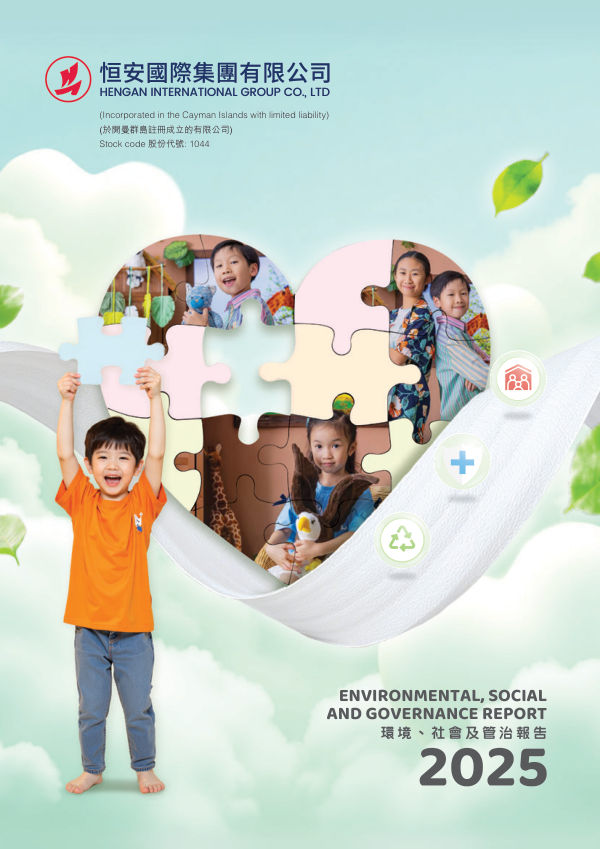 恒安國際集團有限公司
HENGAN INTERNATIONAL GROUP CO., LTD
(Incorporated in the Cayman Islands with limited liability)
(於開曼群島註冊成立的有限公司)
Stock code 股份代號: 1044
ENVIRONMENTAL, SOCIAL
AND GOVERNANCE REPORT
環境、社會及管治報告
2025